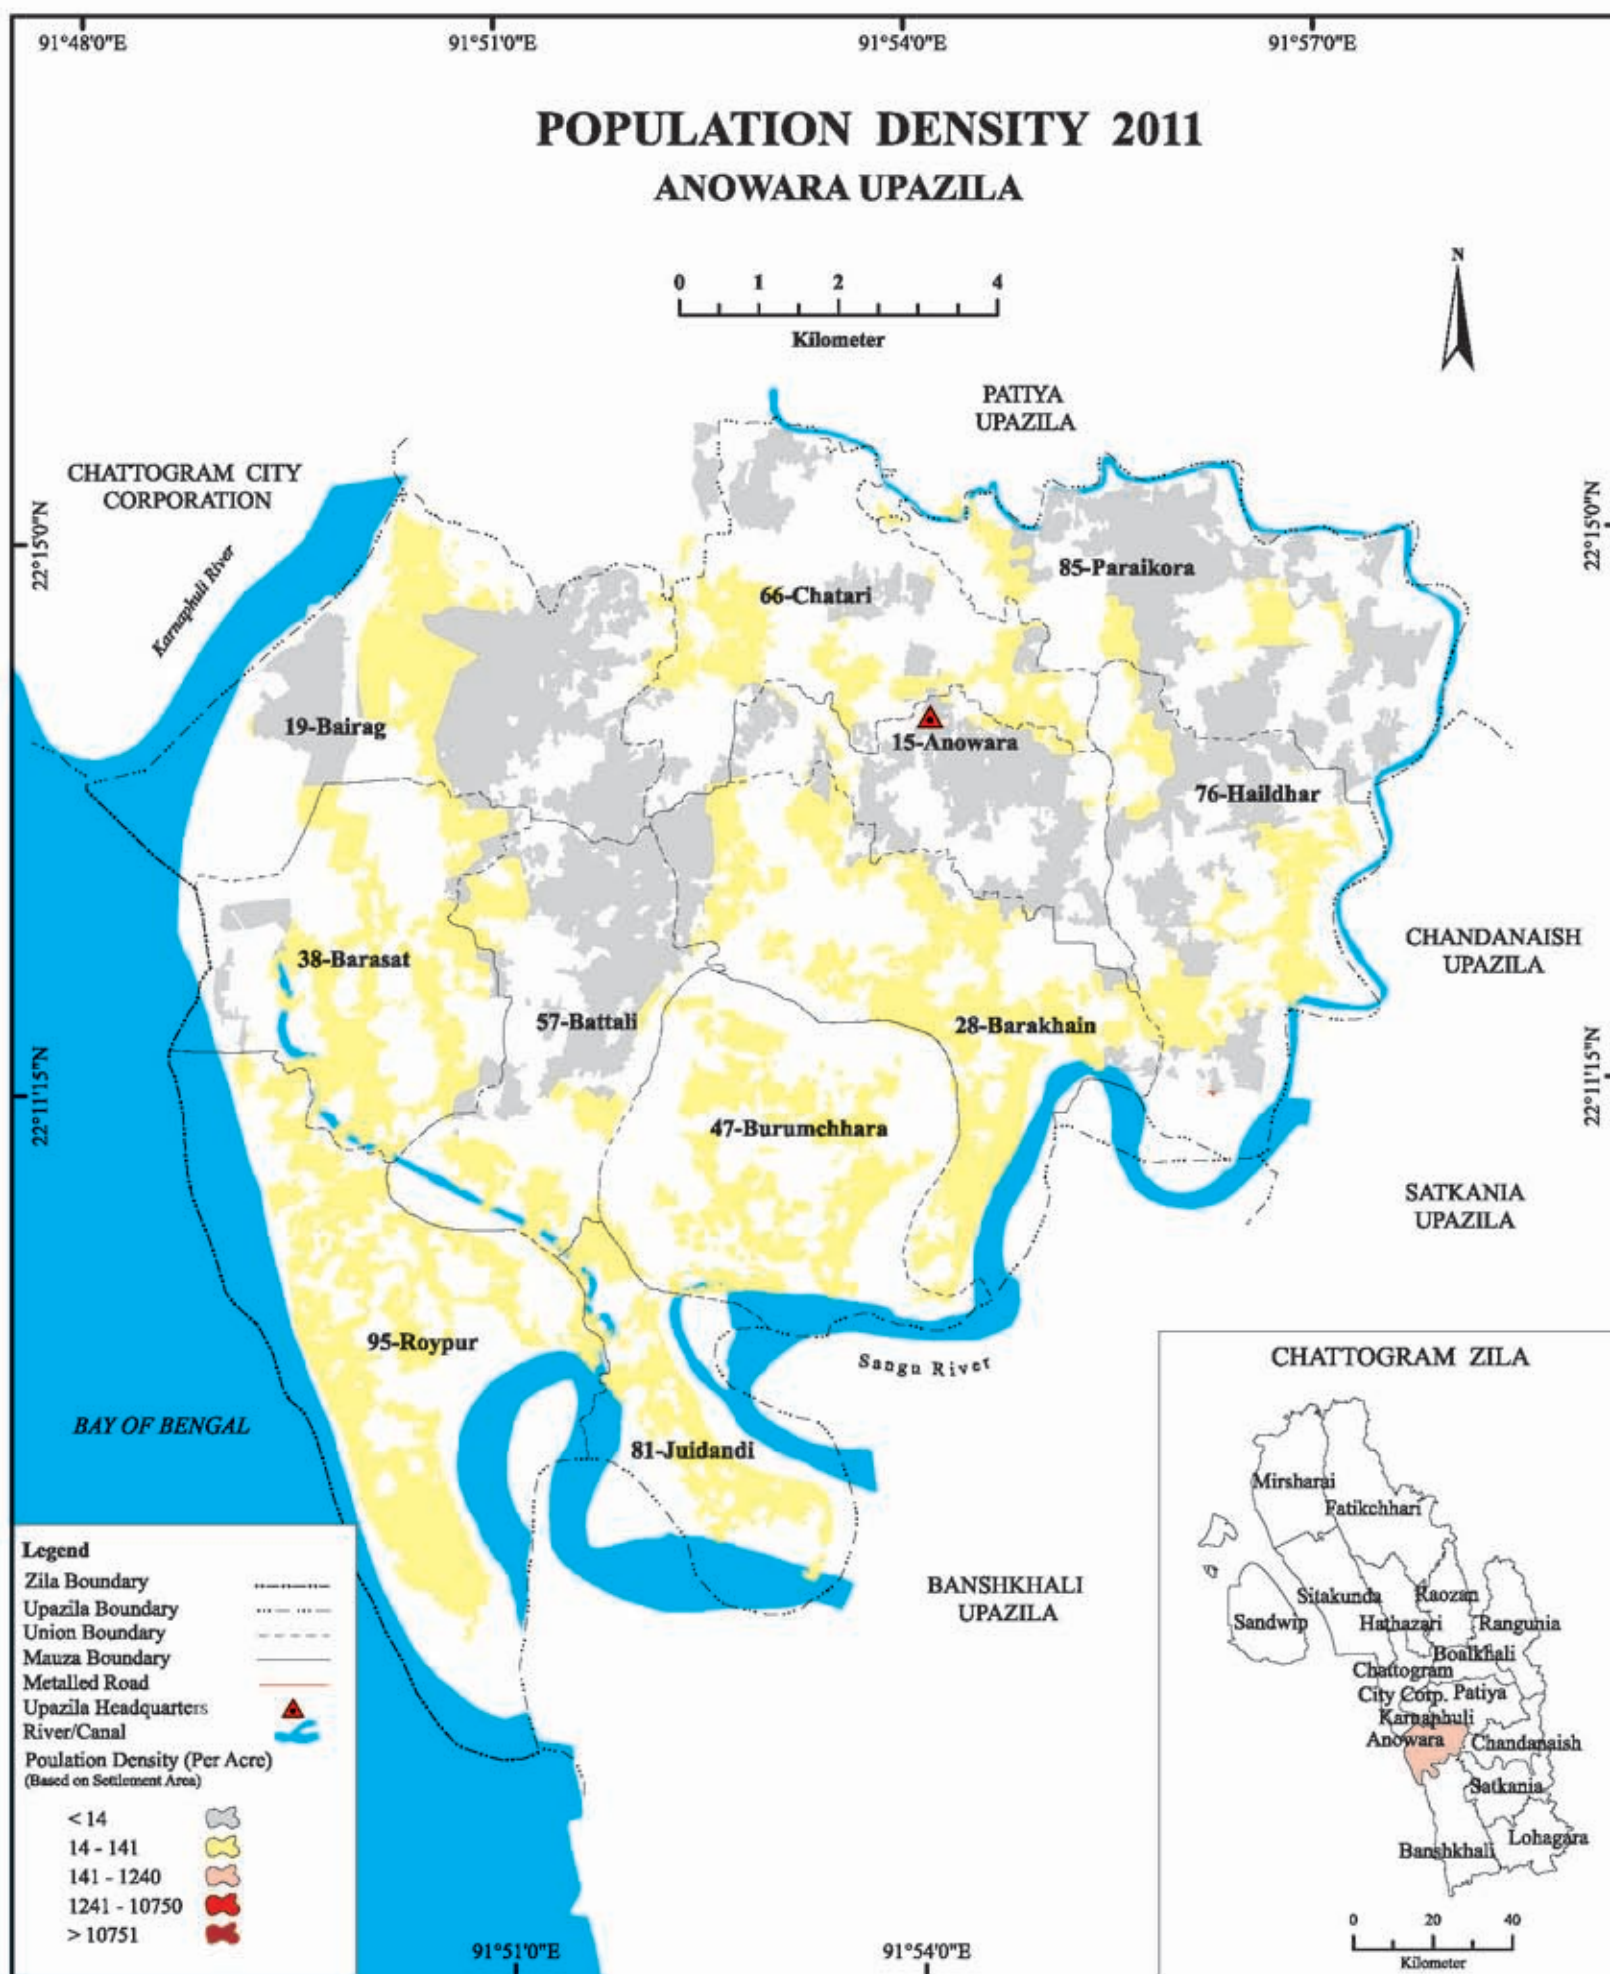 91°48'0"E 91°51'0"E 91°54'0"E 91°57'0"E
POPULATION DENSITY 2011
ANOWARA UPAZILA
0 1 2 4
Kilometer
N
PATIYA
UPAZILA
CHATTOGRAM CITY
CORPORATION
Karnaphuli River
22°15'0"N
22°15'0"N
85-Paraikora
66-Chatari
19-Bairag
15-Anowara
76-Haildhar
CHANDANAISH
UPAZILA
38-Barasat
57-Battali
28-Barakhain
22°11'15"N
22°11'15"N
47-Burumchhara
SATKANIA
UPAZILA
95-Roypur
Sangu River
BAY OF BENGAL
81-Juidandi
BANSHKHALI
UPAZILA
Legend
Zila Boundary
Upazila Boundary
Union Boundary
Mauza Boundary
Metalled Road
Upazila Headquarters
River/Canal
Poulation Density (Per Acre)
(Based on Settlement Area)
< 14
14 - 141
141 - 1240
1241 - 10750
> 10751
91°51'0"E 91°54'0"E
CHATTOGRAM ZILA
Mirsharai
Fatikchhari
Sitakunda
Raozan
Sandwip
Hathazari
Rangunia
Boalkhali
Chattogram
City Corp.
Patiya
Karnaphuli
Anowara
Chandanaish
Satkania
Banshkhali
Lohagara
0 20 40
Kilometer